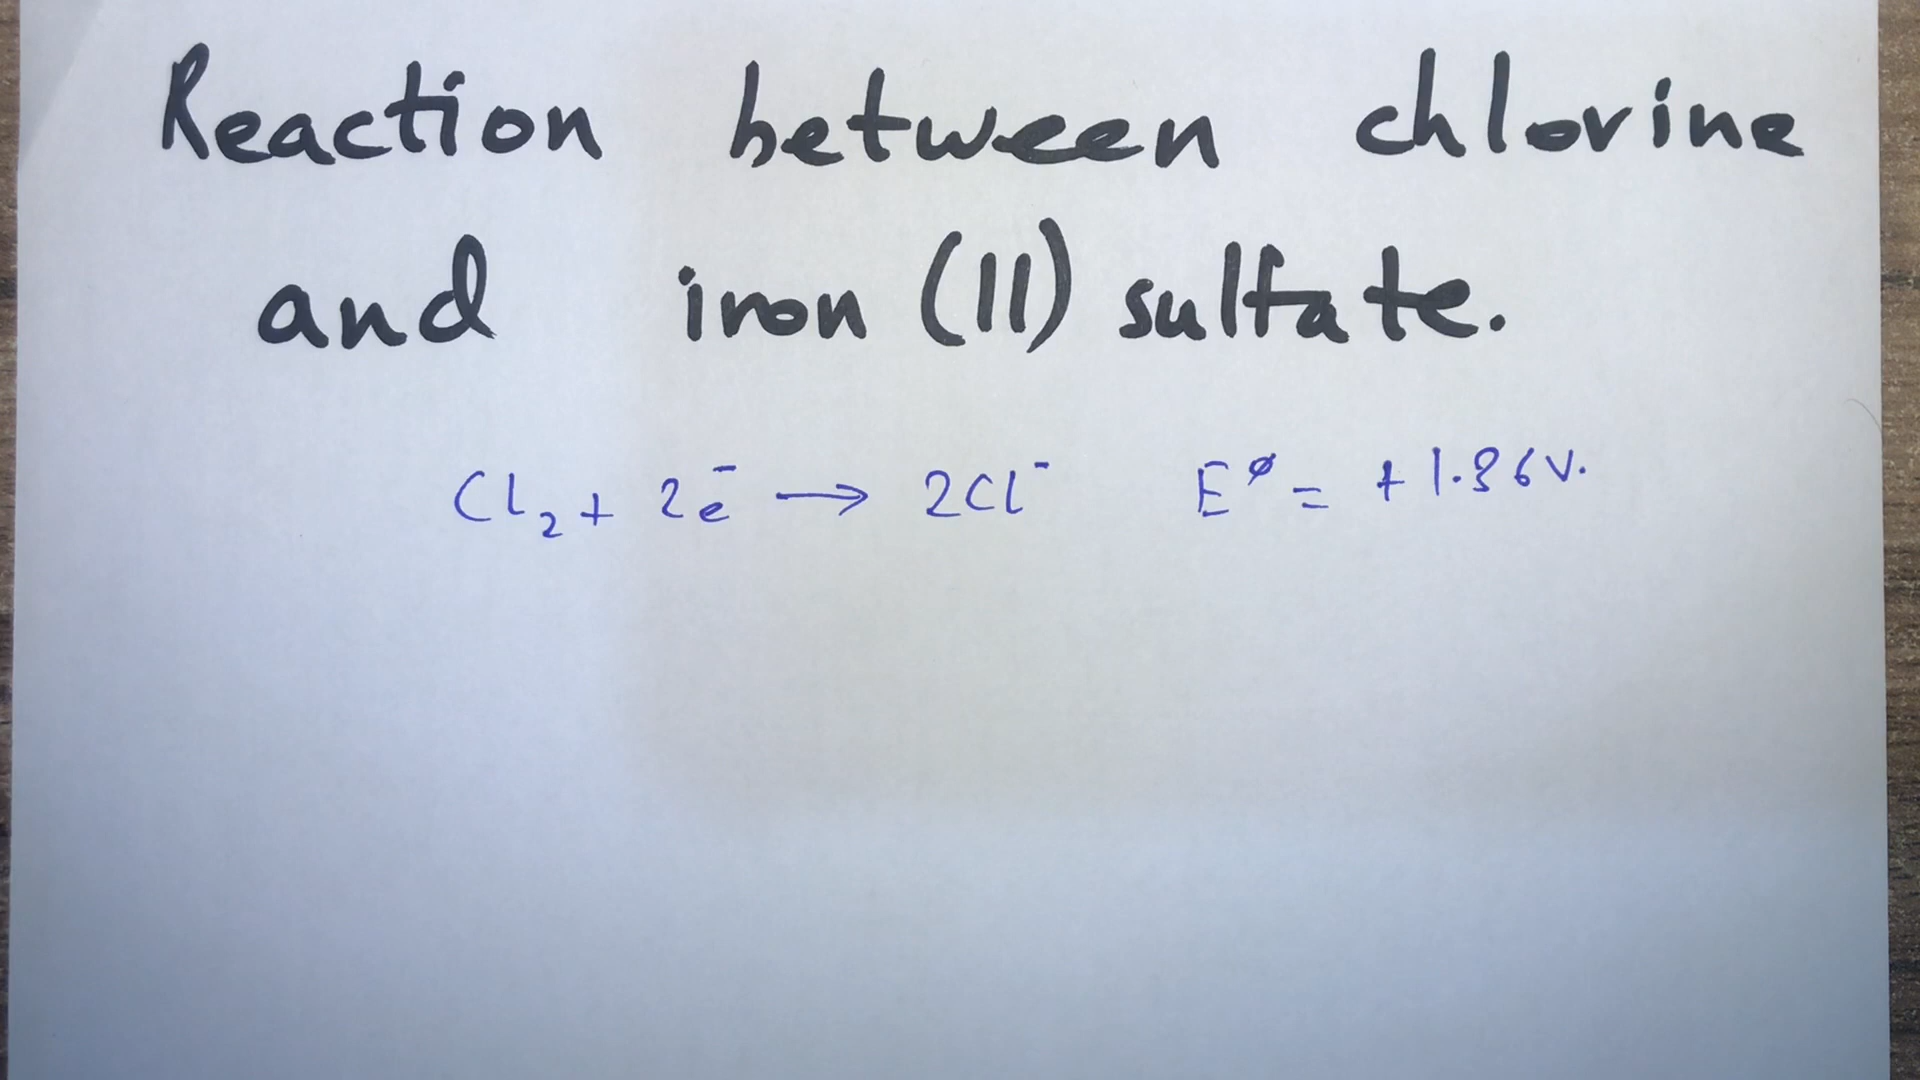 Reaction between chlorine
and iron (II) sulfate.
Cl₂ + 2e⁻ → 2Cl⁻ E° = + 1.36V.